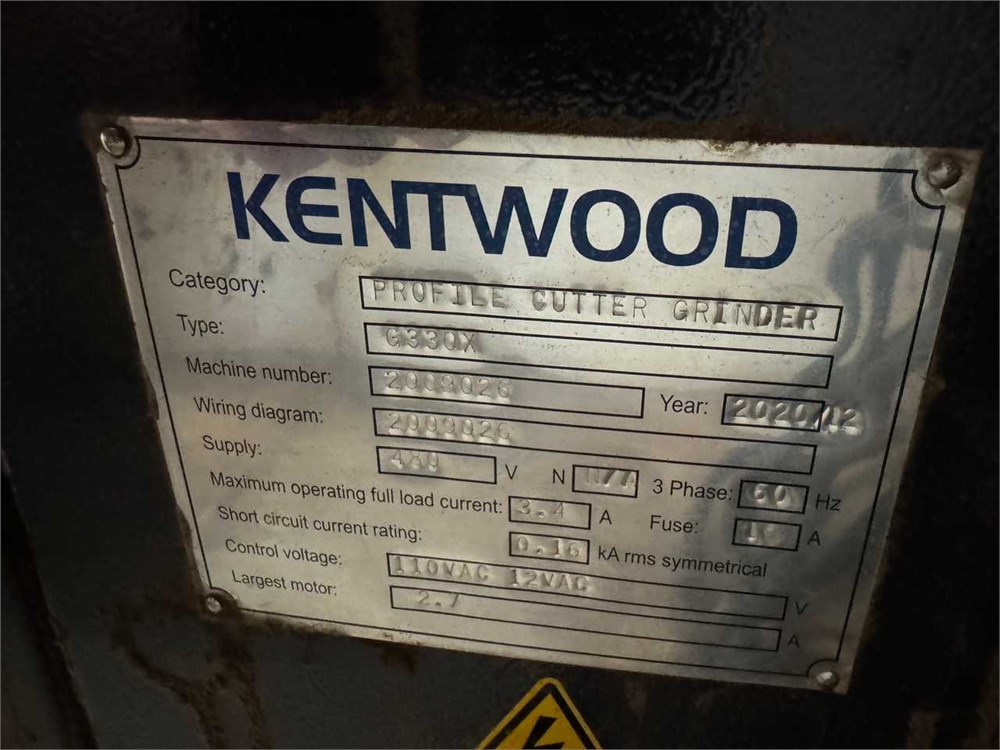 KENTWOOD
Category: PROFILE CUTTER GRINDER
Type: G330X
Machine number: 2009026 Year: 2020/02
Wiring diagram: 2009026
Supply: 480 V N N/A 3 Phase: 60 Hz
Maximum operating full load current: 3.4 A Fuse: A
Short circuit current rating: 0.16 kA rms symmetrical
Control voltage: 110VAC 12VAC V
Largest motor: 2.7 A